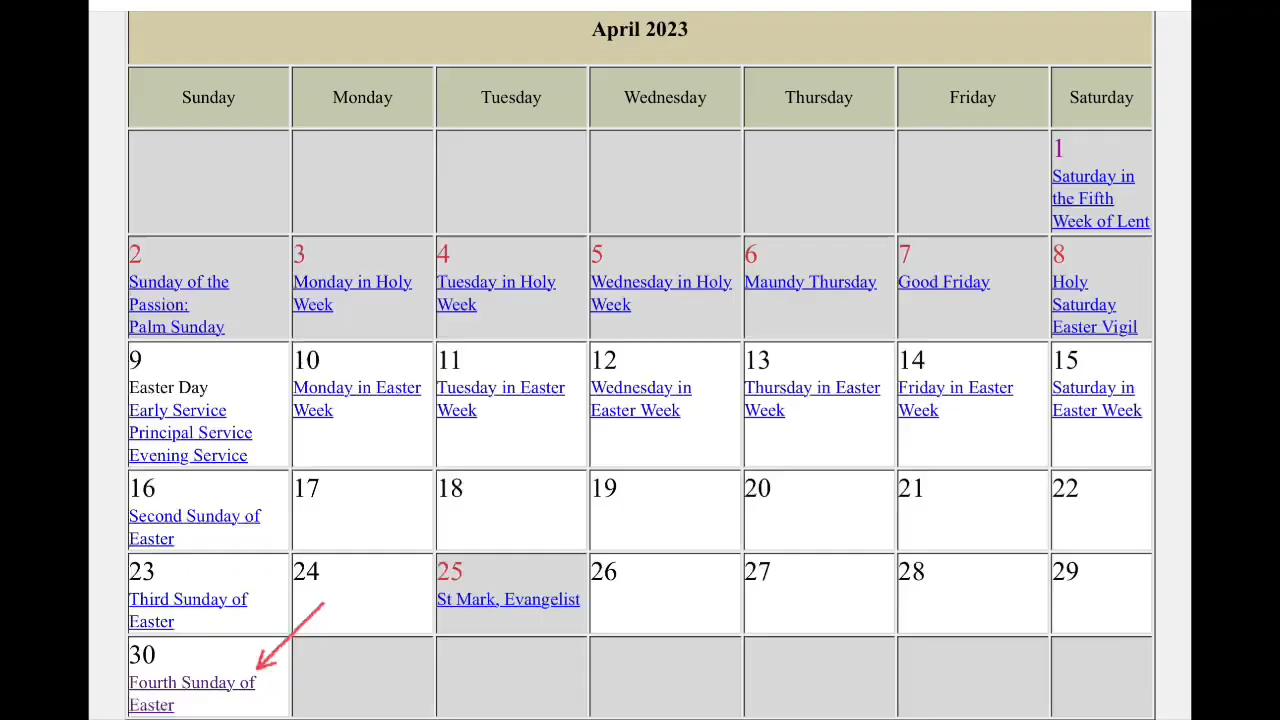 April 2023
Sunday Monday Tuesday Wednesday Thursday Friday Saturday
1
Saturday in
the Fifth
Week of Lent
2
Sunday of the
Passion:
Palm Sunday
3
Monday in Holy
Week
4
Tuesday in Holy
Week
5
Wednesday in Holy
Week
6
Maundy Thursday
7
Good Friday
8
Holy
Saturday
Easter Vigil
9
Easter Day
Early Service
Principal Service
Evening Service
10
Monday in Easter
Week
11
Tuesday in Easter
Week
12
Wednesday in
Easter Week
13
Thursday in Easter
Week
14
Friday in Easter
Week
15
Saturday in
Easter Week
16
Second Sunday of
Easter
17
18
19
20
21
22
23
Third Sunday of
Easter
24
25
St Mark, Evangelist
26
27
28
29
30
Fourth Sunday of
Easter